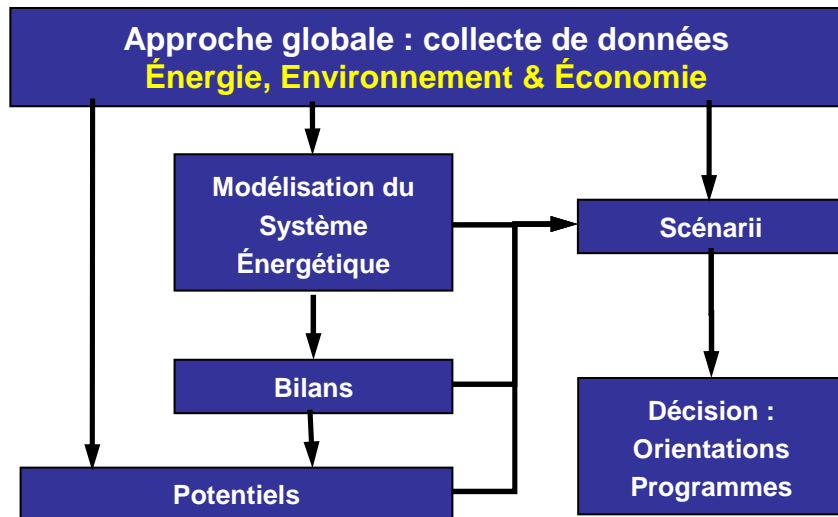 Approche globale : collecte de données
Énergie, Environnement & Économie
Modélisation du
Système
Énergétique
Scénarii
Bilans
Décision :
Orientations
Programmes
Potentiels